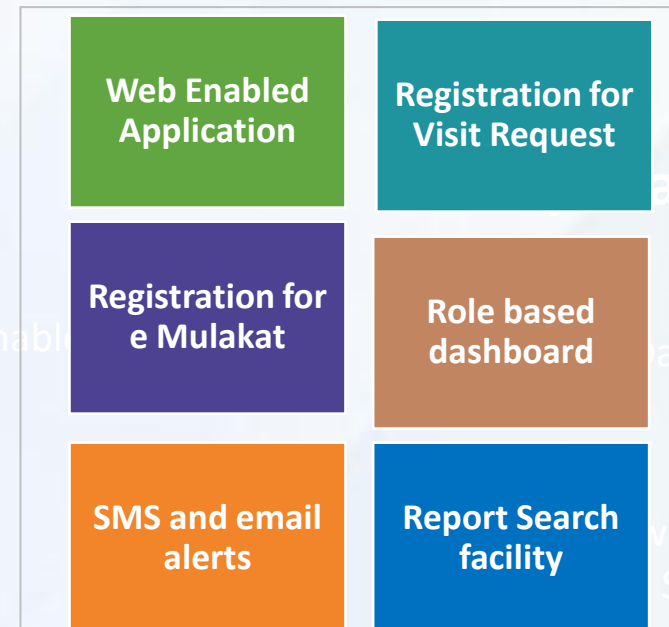 Web Enabled
Application
Registration for
Visit Request
Registration for
e Mulakat
Role based
dashboard
SMS and email
alerts
Report Search
facility